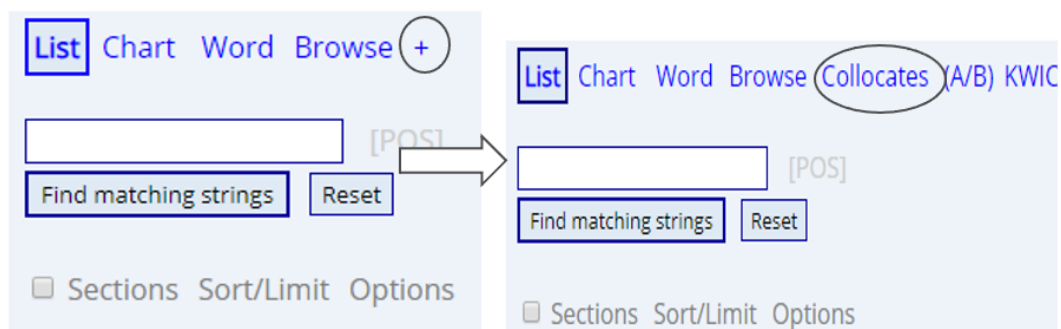 List Chart Word Browse +
[POS]
Find matching strings Reset
Sections Sort/Limit Options
List Chart Word Browse Collocates (A/B) KWIC
[POS]
Find matching strings Reset
Sections Sort/Limit Options